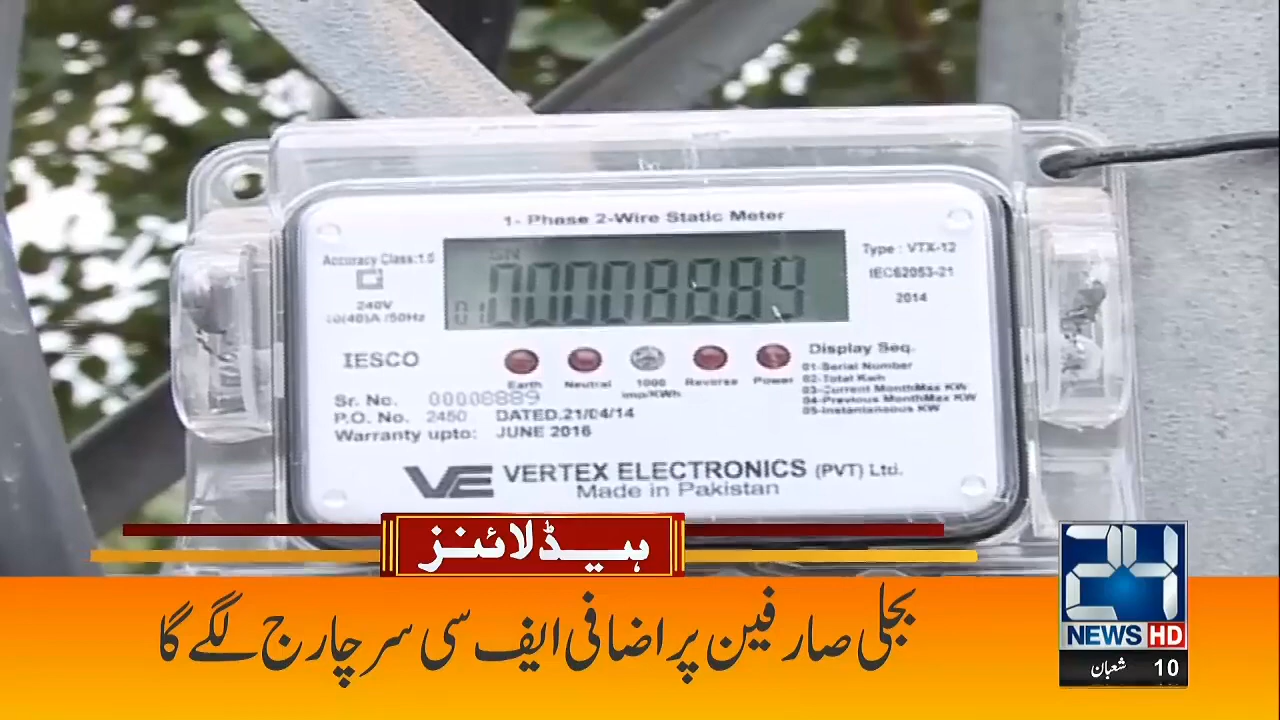 1- Phase 2-Wire Static Meter
Accuracy Class:1.0
240V
10(40)A /50Hz
SN
01 00008889
Type : VTX-12
IEC62053-21
2014
IESCO
Earth Neutral 1000 imp/KWh Reverse Power
Display Seq.
01-Serial Number
02-Total Kwh
03-Current MonthMax KW
04-Previous MonthMax KW
05-Instantaneous KW
Sr. No. 00008889
P.O. No. 2450 DATED.21/04/14
Warranty upto: JUNE 2016
VE VERTEX ELECTRONICS (PVT) Ltd.
Made in Pakistan
ہیڈلائنز
بجلی صارفین پر اضافی ایف سی سرچارج لگے گا
24
NEWS HD
10 شعبان